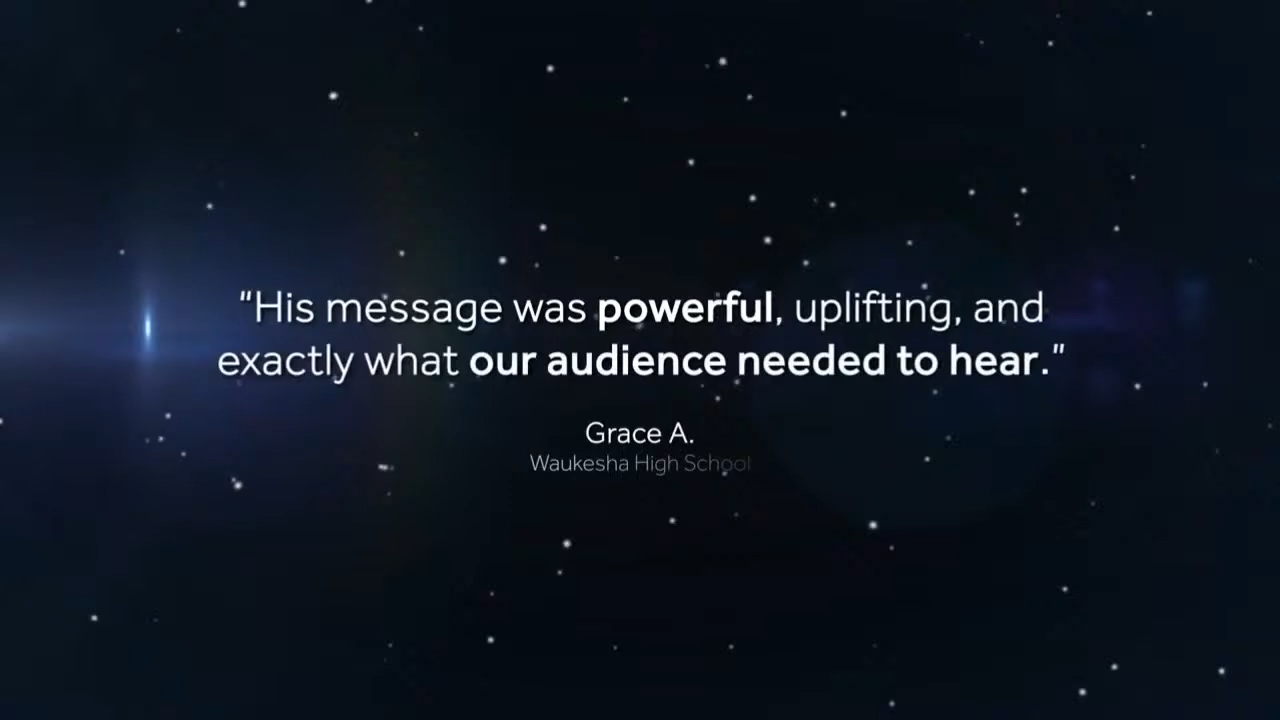 "His message was powerful, uplifting, and
exactly what our audience needed to hear."
Grace A.
Waukesha High School